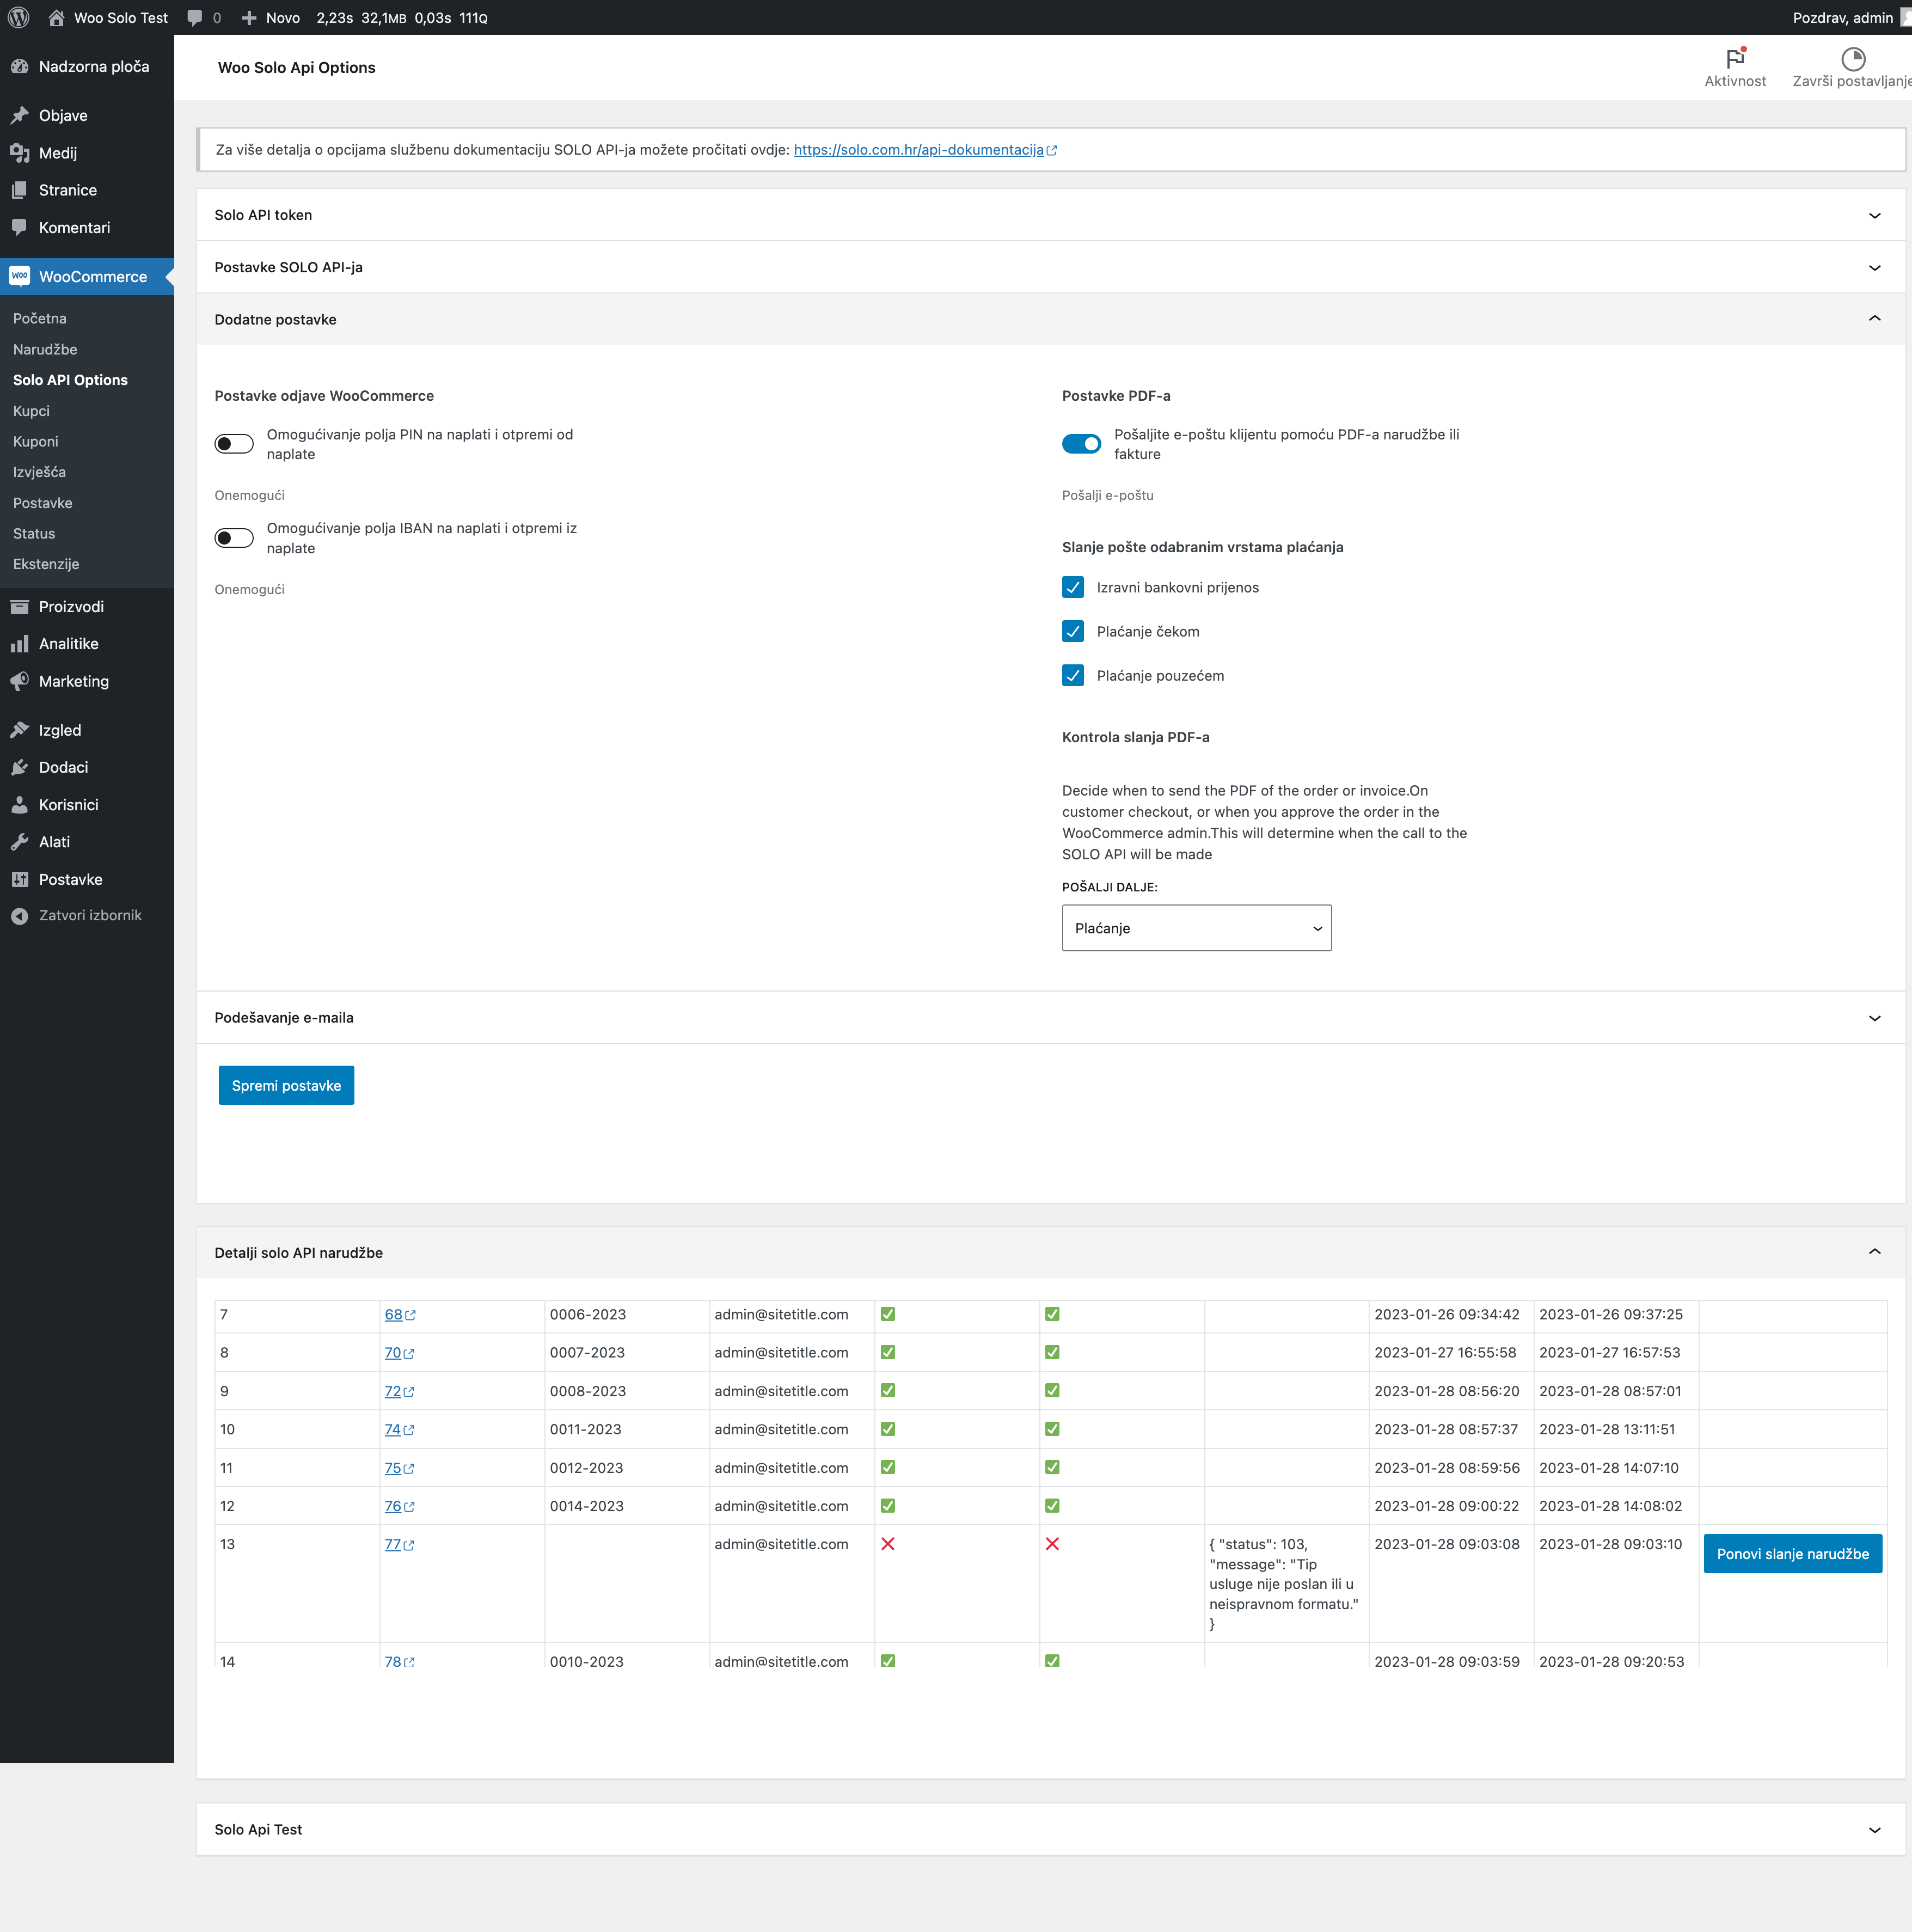 Woo Solo Test 0 Novo 2,23s 32,1MB 0,03s 111Q Pozdrav, admin
Nadzorna ploča
Objave
Medij
Stranice
Komentari
WooCommerce
Početna
Narudžbe
Solo API Options
Kupci
Kuponi
Izvješća
Postavke
Status
Ekstenzije
Proizvodi
Analitike
Marketing
Izgled
Dodaci
Korisnici
Alati
Postavke
Zatvori izbornik
Woo Solo Api Options
Aktivnost
Završi postavljanje
Za više detalja o opcijama službenu dokumentaciju SOLO API-ja možete pročitati ovdje: https://solo.com.hr/api-dokumentacija
Solo API token
Postavke SOLO API-ja
Dodatne postavke
Postavke odjave WooCommerce
Omogućivanje polja PIN na naplati i otpremi od
naplate
Onemogući
Omogućivanje polja IBAN na naplati i otpremi iz
naplate
Onemogući
Postavke PDF-a
Pošaljite e-poštu klijentu pomoću PDF-a narudžbe ili
fakture
Pošalji e-poštu
Slanje pošte odabranim vrstama plaćanja
Izravni bankovni prijenos
Plaćanje čekom
Plaćanje pouzećem
Kontrola slanja PDF-a
Decide when to send the PDF of the order or invoice.On
customer checkout, or when you approve the order in the
WooCommerce admin.This will determine when the call to the
SOLO API will be made
POŠALJI DALJE:
Plaćanje
Podešavanje e-maila
Spremi postavke
Detalji solo API narudžbe
7 68 0006-2023 admin@sitetitle.com 2023-01-26 09:34:42 2023-01-26 09:37:25
8 70 0007-2023 admin@sitetitle.com 2023-01-27 16:55:58 2023-01-27 16:57:53
9 72 0008-2023 admin@sitetitle.com 2023-01-28 08:56:20 2023-01-28 08:57:01
10 74 0011-2023 admin@sitetitle.com 2023-01-28 08:57:37 2023-01-28 13:11:51
11 75 0012-2023 admin@sitetitle.com 2023-01-28 08:59:56 2023-01-28 14:07:10
12 76 0014-2023 admin@sitetitle.com 2023-01-28 09:00:22 2023-01-28 14:08:02
13 77 admin@sitetitle.com { "status": 103, 2023-01-28 09:03:08 2023-01-28 09:03:10 Ponovi slanje narudžbe
"message": "Tip
usluge nije poslan ili u
neispravnom formatu."
}
14 78 0010-2023 admin@sitetitle.com 2023-01-28 09:03:59 2023-01-28 09:20:53
Solo Api Test